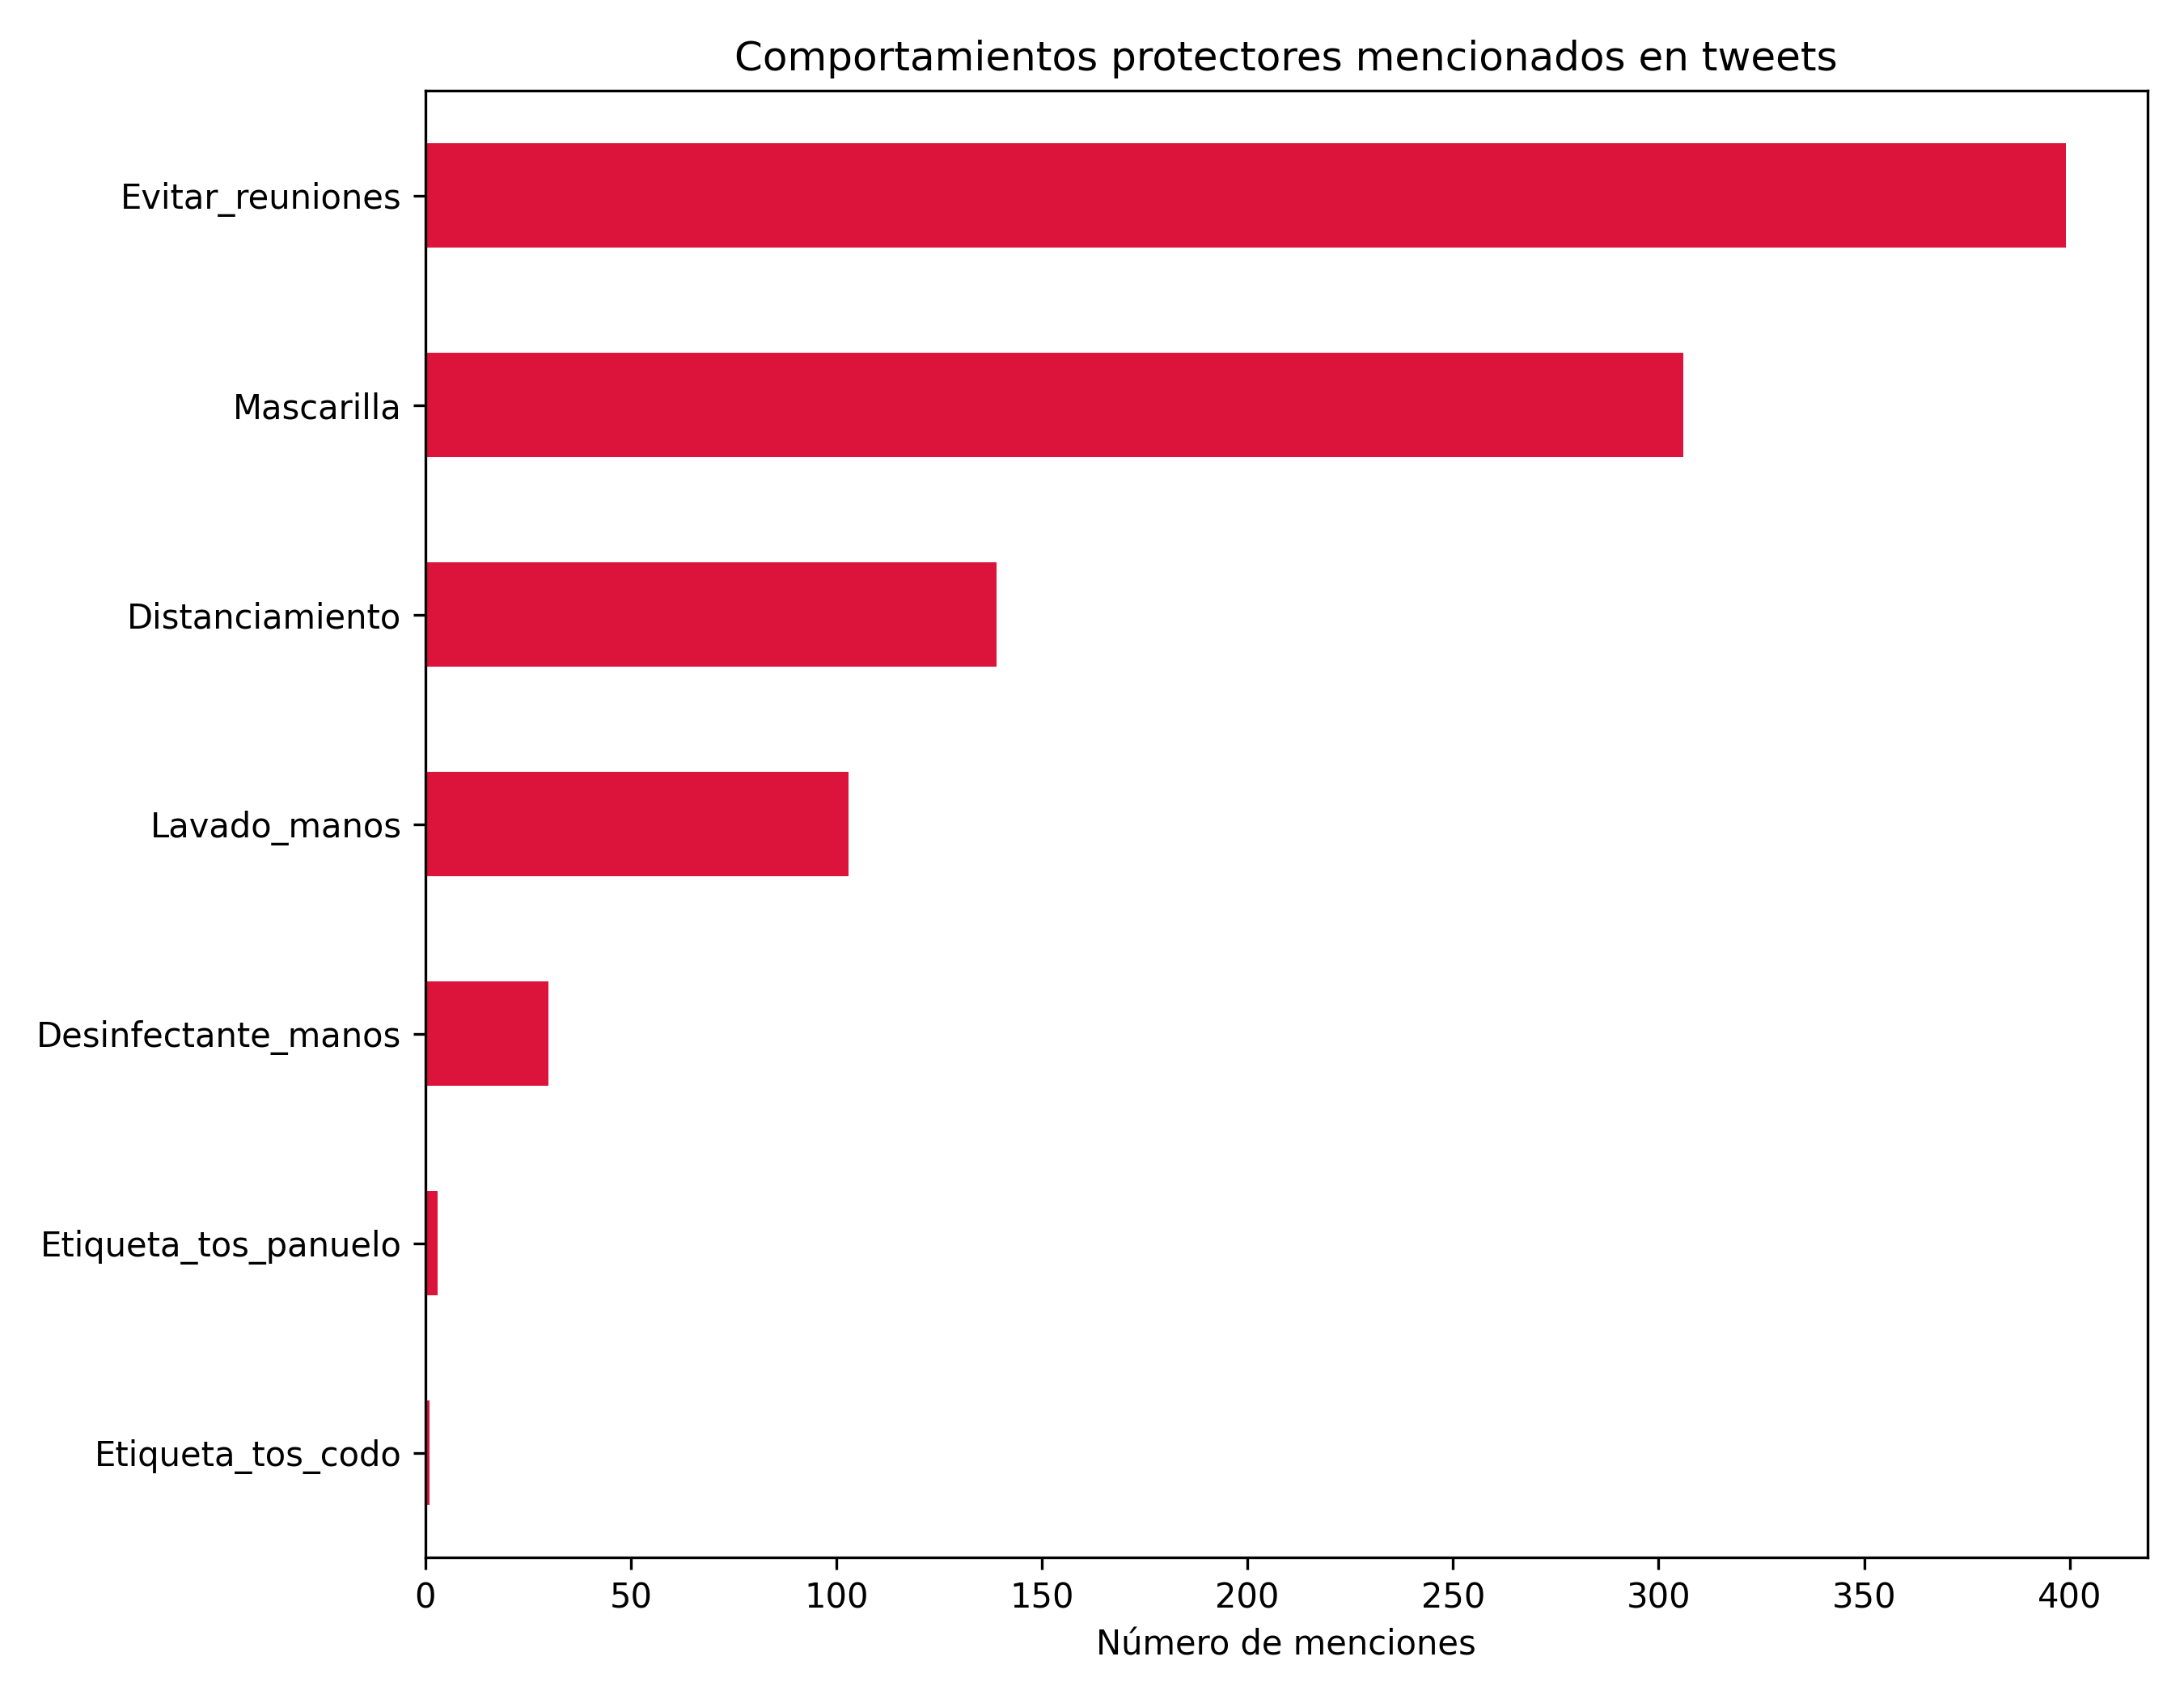 Comportamientos protectores mencionados en tweets
Evitar_reuniones
Mascarilla
Distanciamiento
Lavado_manos
Desinfectante_manos
Etiqueta_tos_panuelo
Etiqueta_tos_codo
0 50 100 150 200 250 300 350 400
Número de menciones